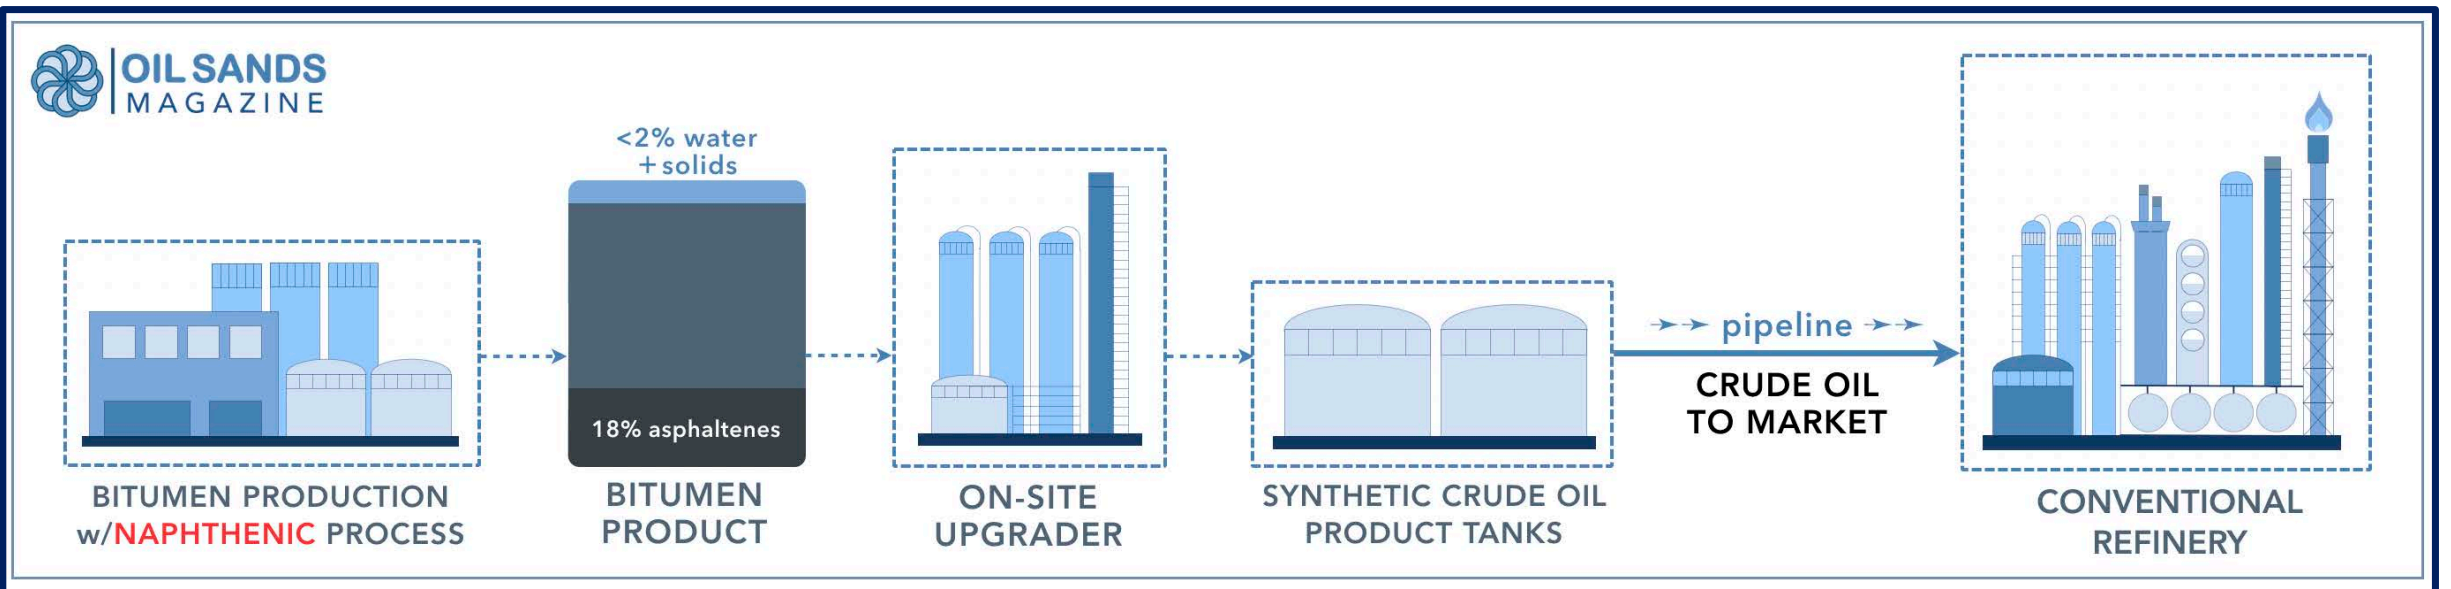 OIL SANDS
MAGAZINE
<2% water
+ solids
18% asphaltenes
pipeline
CRUDE OIL
TO MARKET
BITUMEN PRODUCTION
w/NAPHTHENIC PROCESS
BITUMEN
PRODUCT
ON-SITE
UPGRADER
SYNTHETIC CRUDE OIL
PRODUCT TANKS
CONVENTIONAL
REFINERY